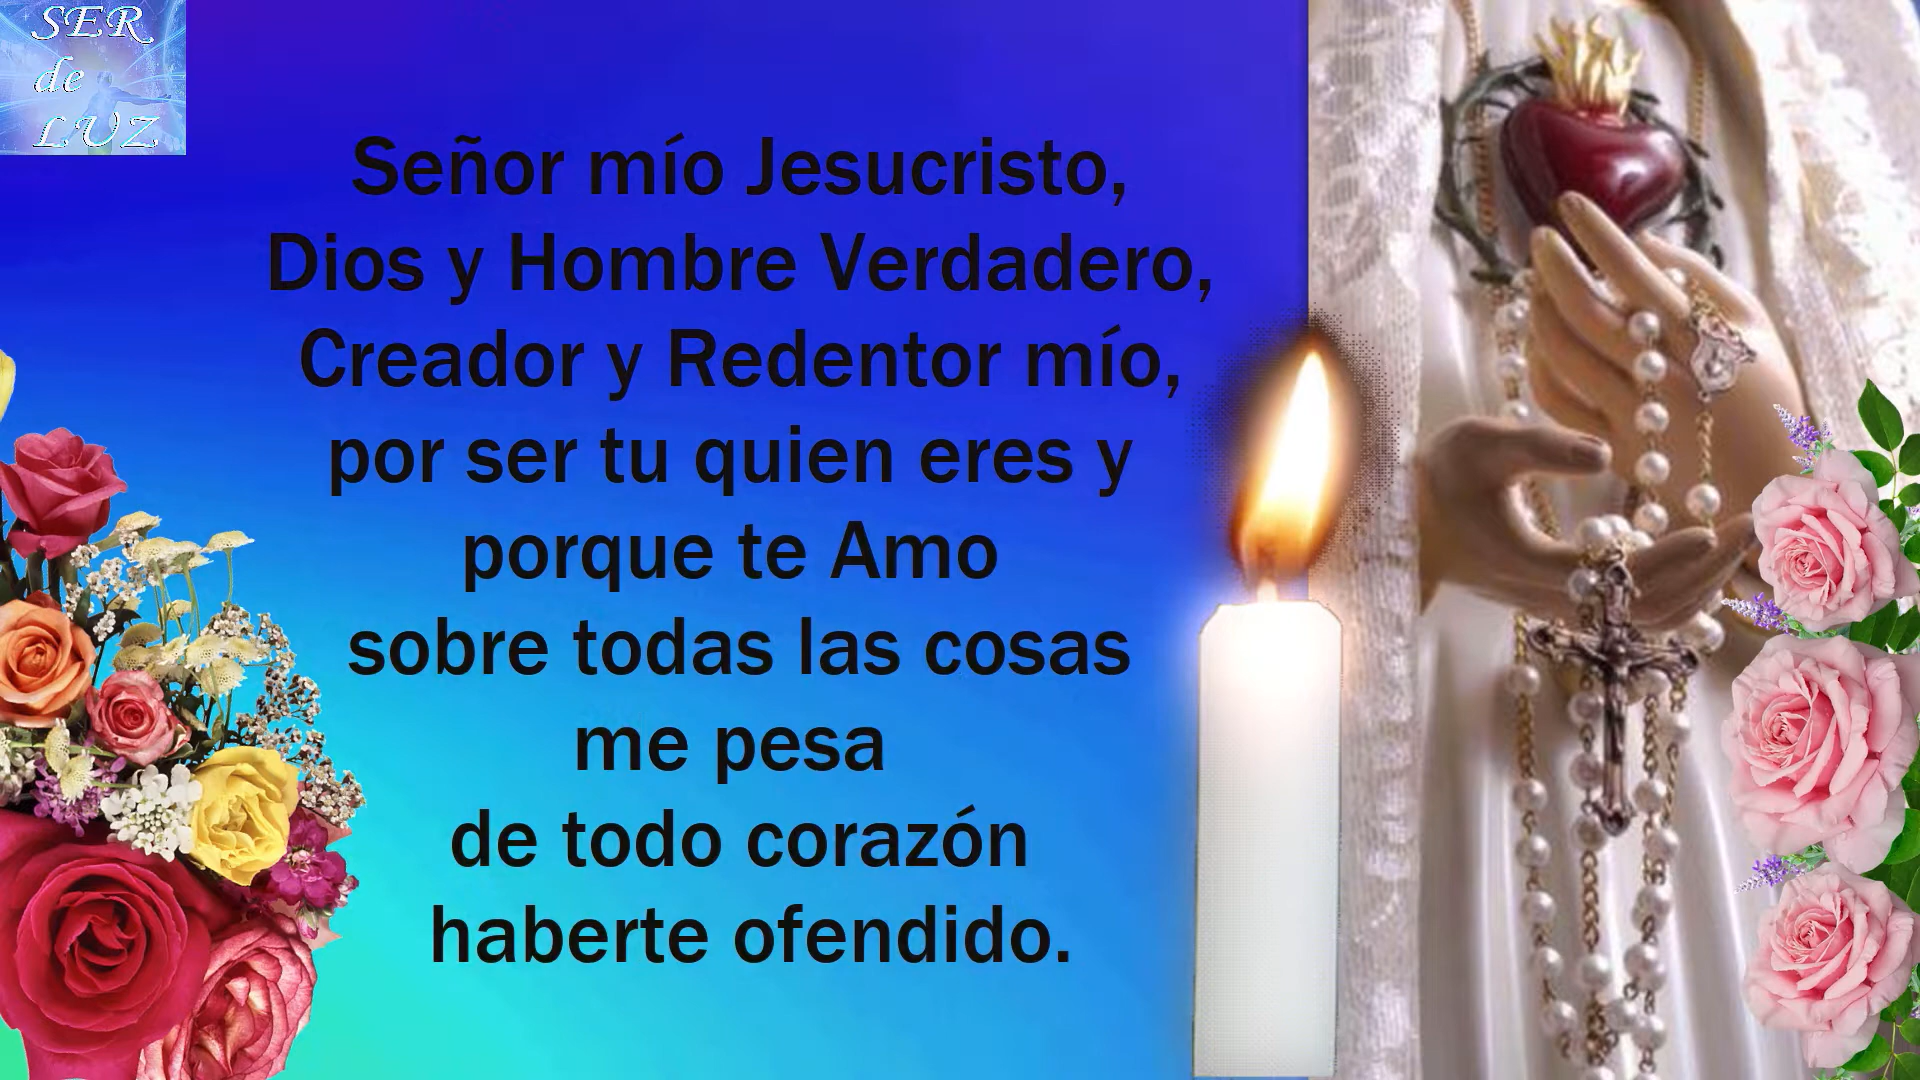 SER
de
LUZ
Señor mío Jesucristo,
Dios y Hombre Verdadero,
Creador y Redentor mío,
por ser tu quien eres y
porque te Amo
sobre todas las cosas
me pesa
de todo corazón
haberte ofendido.